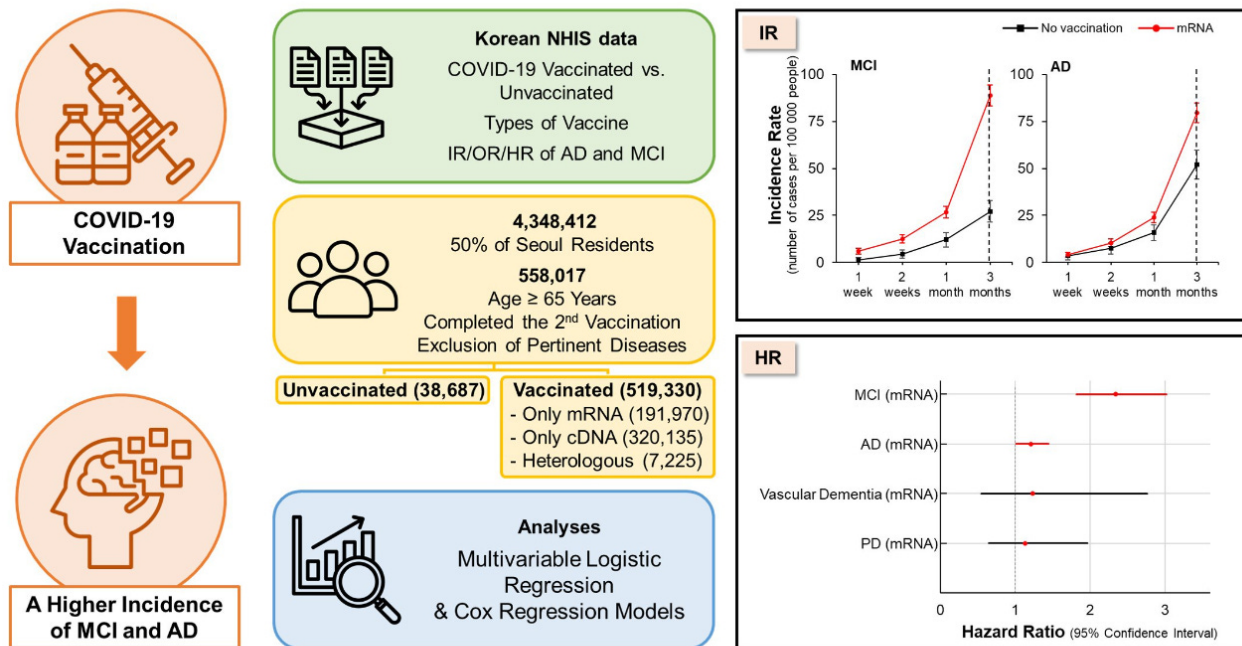 COVID-19
Vaccination
A Higher Incidence
of MCI and AD
Korean NHIS data
COVID-19 Vaccinated vs.
Unvaccinated
Types of Vaccine
IR/OR/HR of AD and MCI
4,348,412
50% of Seoul Residents
558,017
Age ≥ 65 Years
Completed the 2nd Vaccination
Exclusion of Pertinent Diseases
Unvaccinated (38,687)
Vaccinated (519,330)
- Only mRNA (191,970)
- Only cDNA (320,135)
- Heterologous (7,225)
Analyses
Multivariable Logistic
Regression
& Cox Regression Models
IR
No vaccination
mRNA
Incidence Rate
(number of cases per 100 000 people)
MCI
100
75
50
25
0
1 week
2 weeks
1 month
3 months
AD
100
75
50
25
0
1 week
2 weeks
1 month
3 months
HR
MCI (mRNA)
AD (mRNA)
Vascular Dementia (mRNA)
PD (mRNA)
0 1 2 3
Hazard Ratio (95% Confidence Interval)